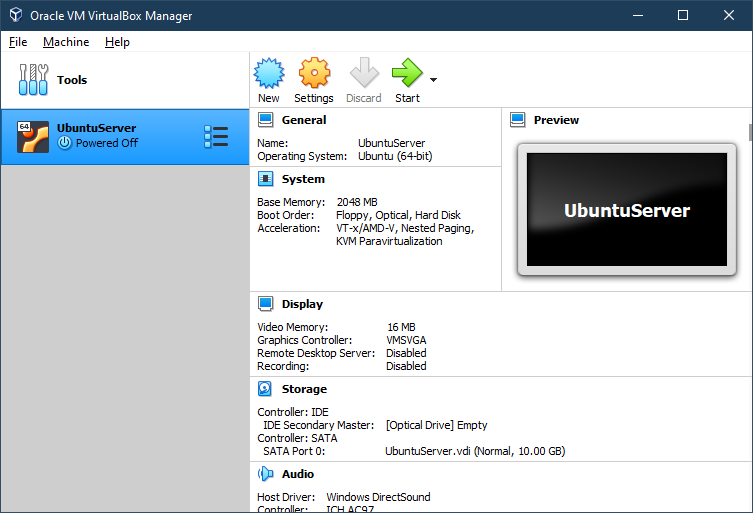 Oracle VM VirtualBox Manager
File Machine Help
Tools
New Settings Discard Start
64
UbuntuServer
Powered Off
General
Name: UbuntuServer
Operating System: Ubuntu (64-bit)
System
Base Memory: 2048 MB
Boot Order: Floppy, Optical, Hard Disk
Acceleration: VT-x/AMD-V, Nested Paging,
KVM Paravirtualization
Preview
UbuntuServer
Display
Video Memory: 16 MB
Graphics Controller: VMSVGA
Remote Desktop Server: Disabled
Recording: Disabled
Storage
Controller: IDE
IDE Secondary Master: [Optical Drive] Empty
Controller: SATA
SATA Port 0: UbuntuServer.vdi (Normal, 10.00 GB)
Audio
Host Driver: Windows DirectSound
Controller: ICH AC97